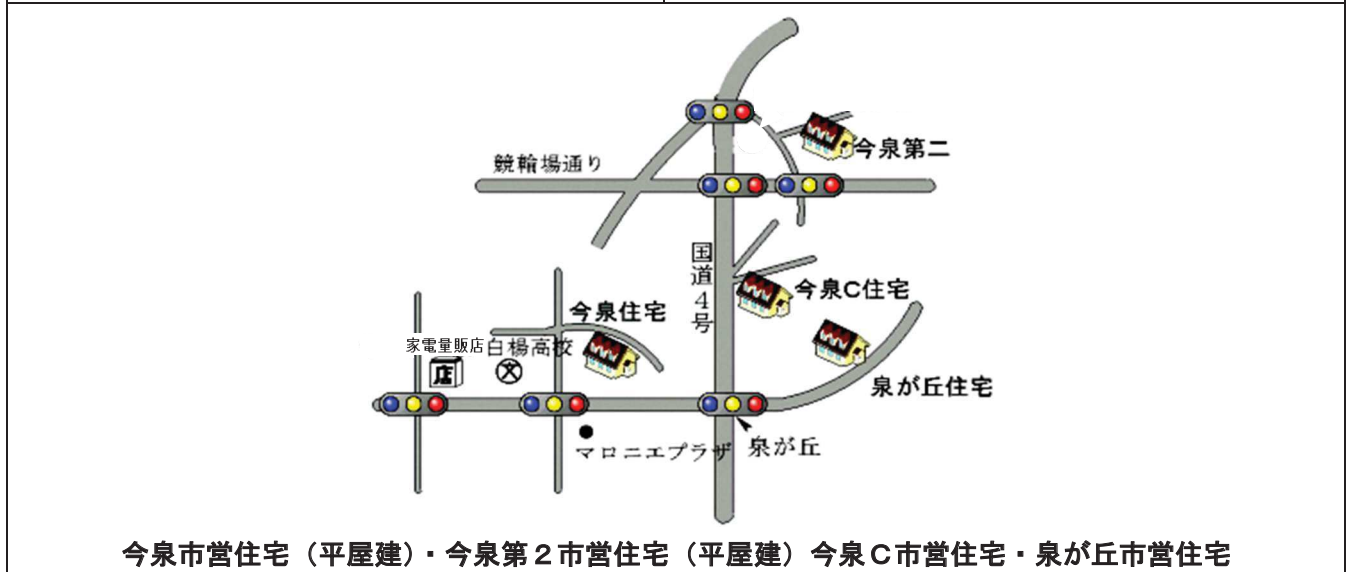 今泉第二
競輪場通り
国道4号
今泉C住宅
今泉住宅
家電量販店
白楊高校
店
文
泉が丘住宅
マロニエプラザ
泉が丘
今泉市営住宅（平屋建）・今泉第２市営住宅（平屋建）今泉Ｃ市営住宅・泉が丘市営住宅